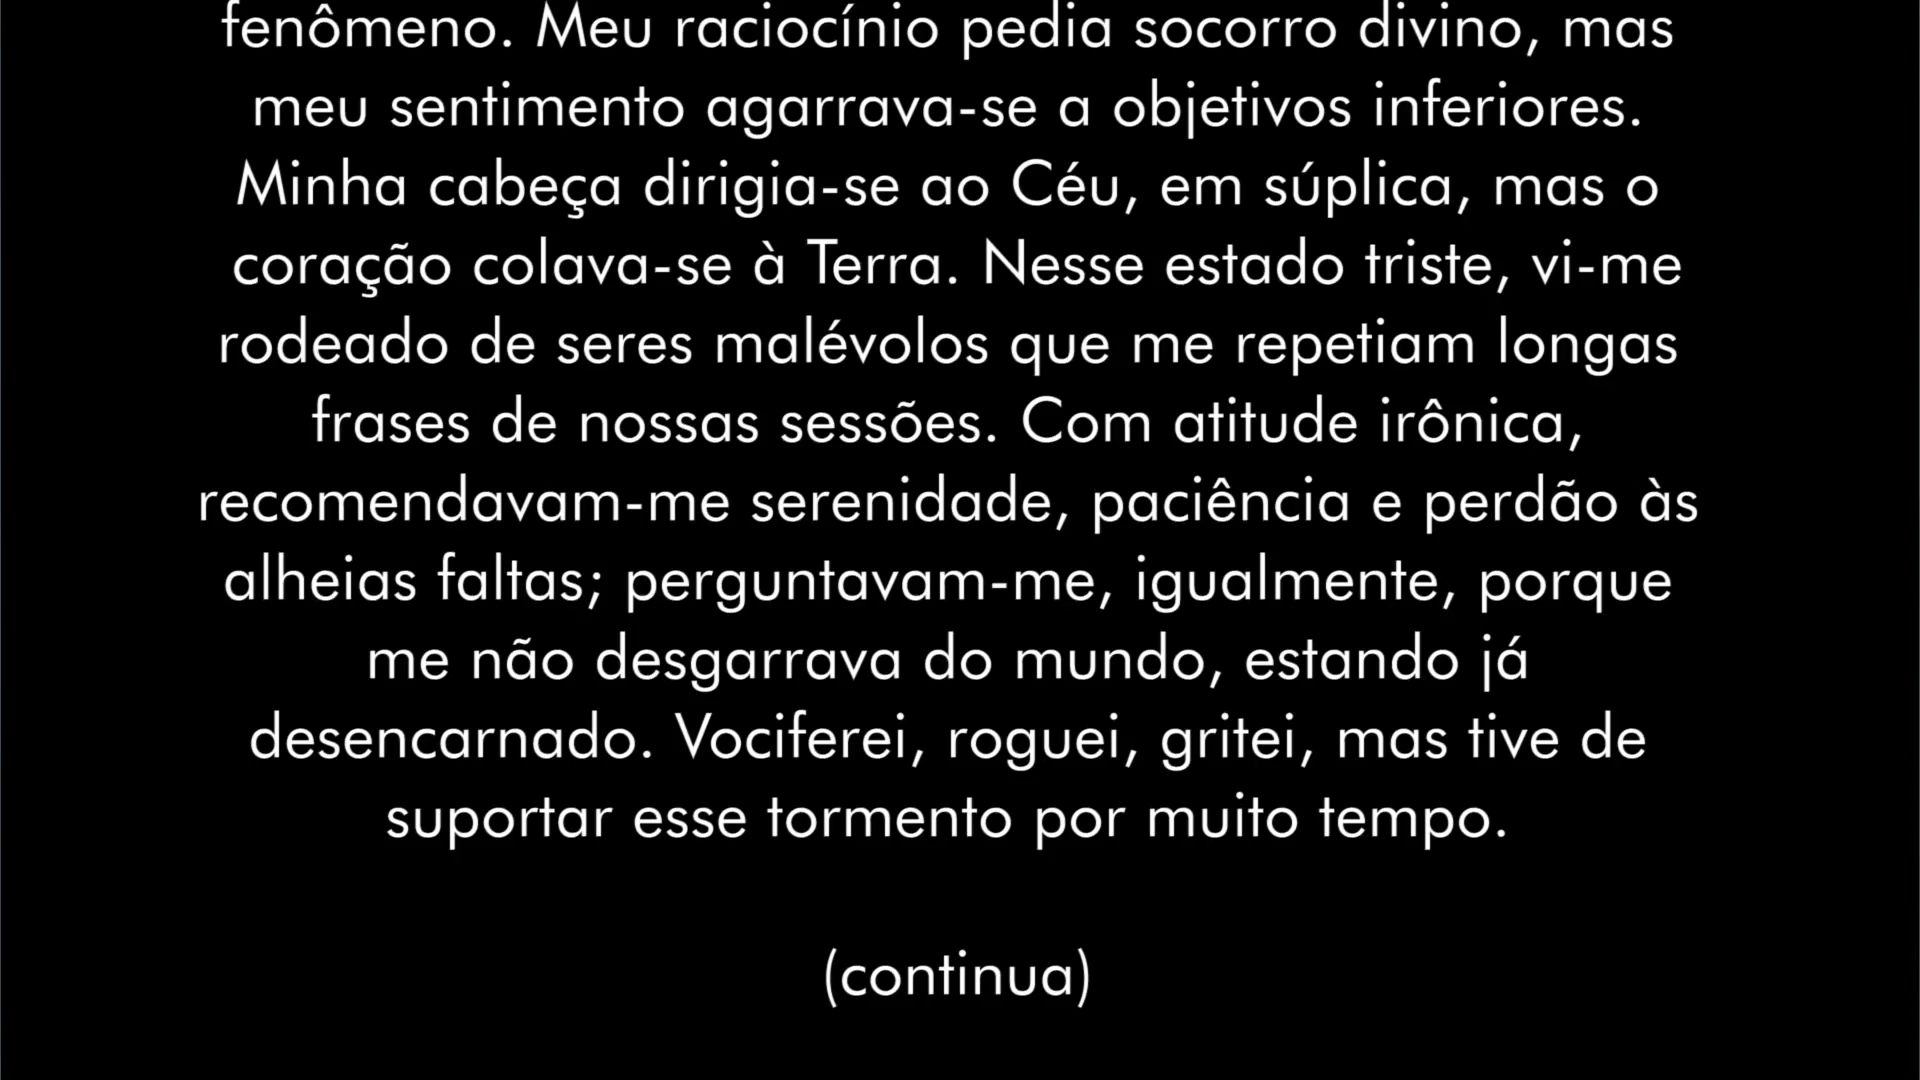 fenômeno. Meu raciocínio pedia socorro divino, mas
meu sentimento agarrava-se a objetivos inferiores.
Minha cabeça dirigia-se ao Céu, em súplica, mas o
coração colava-se à Terra. Nesse estado triste, vi-me
rodeado de seres malévolos que me repetiam longas
frases de nossas sessões. Com atitude irônica,
recomendavam-me serenidade, paciência e perdão às
alheias faltas; perguntavam-me, igualmente, porque
me não desgarrava do mundo, estando já
desencarnado. Vociferei, roguei, gritei, mas tive de
suportar esse tormento por muito tempo.
(continua)